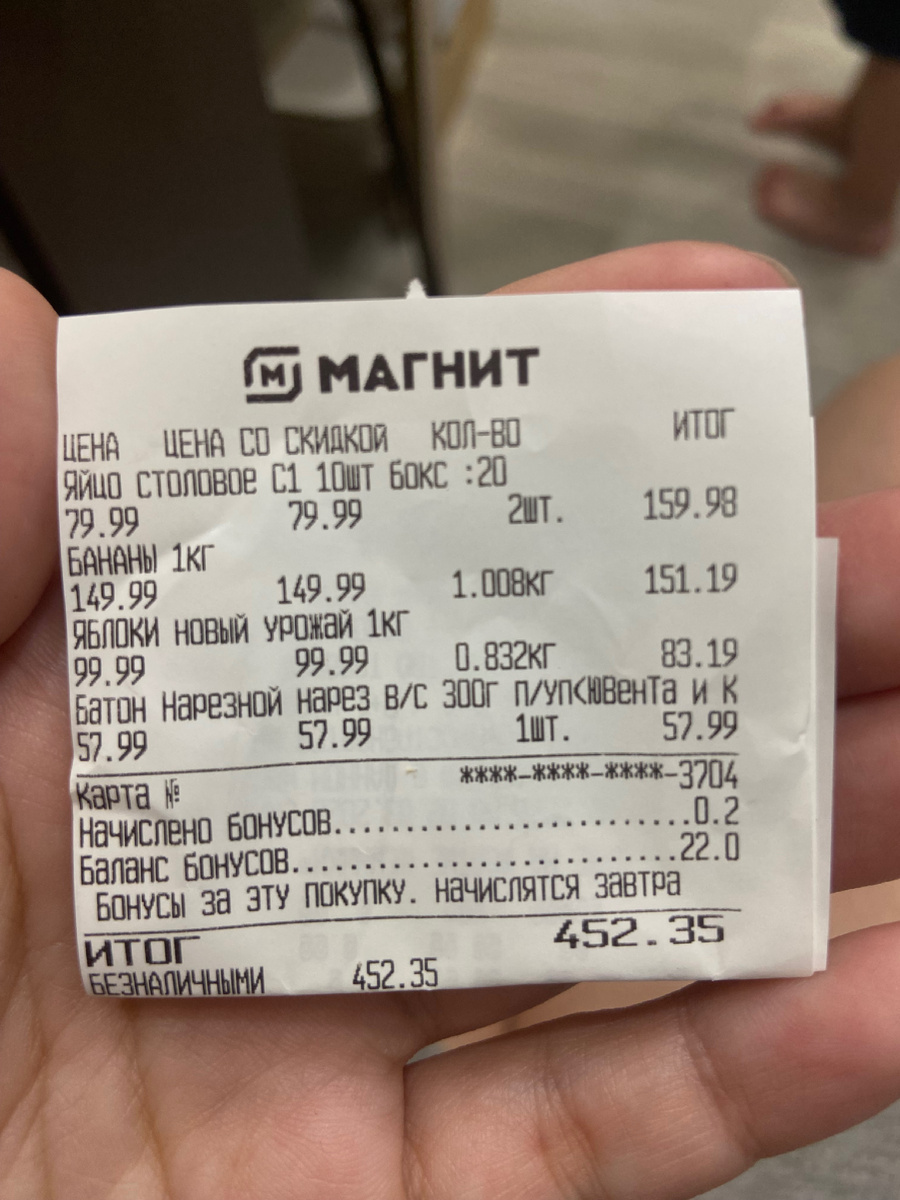 МАГНИТ
ЦЕНА ЦЕНА СО СКИДКОЙ КОЛ-ВО ИТОГ
Яйцо столовое С1 10шт бокс :20
79.99 79.99 2шт. 159.98
БАНАНЫ 1КГ
149.99 149.99 1.008кг 151.19
Яблоки новый урожай 1кг
99.99 99.99 0.832кг 83.19
Батон Нарезной нарез В/С 300г п/уп<Ювента и К
57.99 57.99 1шт. 57.99
Карта № ****-****-****-3704
Начислено бонусов........................0.2
Баланс бонусов..........................22.0
Бонусы за эту покупку. начислятся завтра
ИТОГ 452.35
БЕЗНАЛИЧНЫМИ 452.35